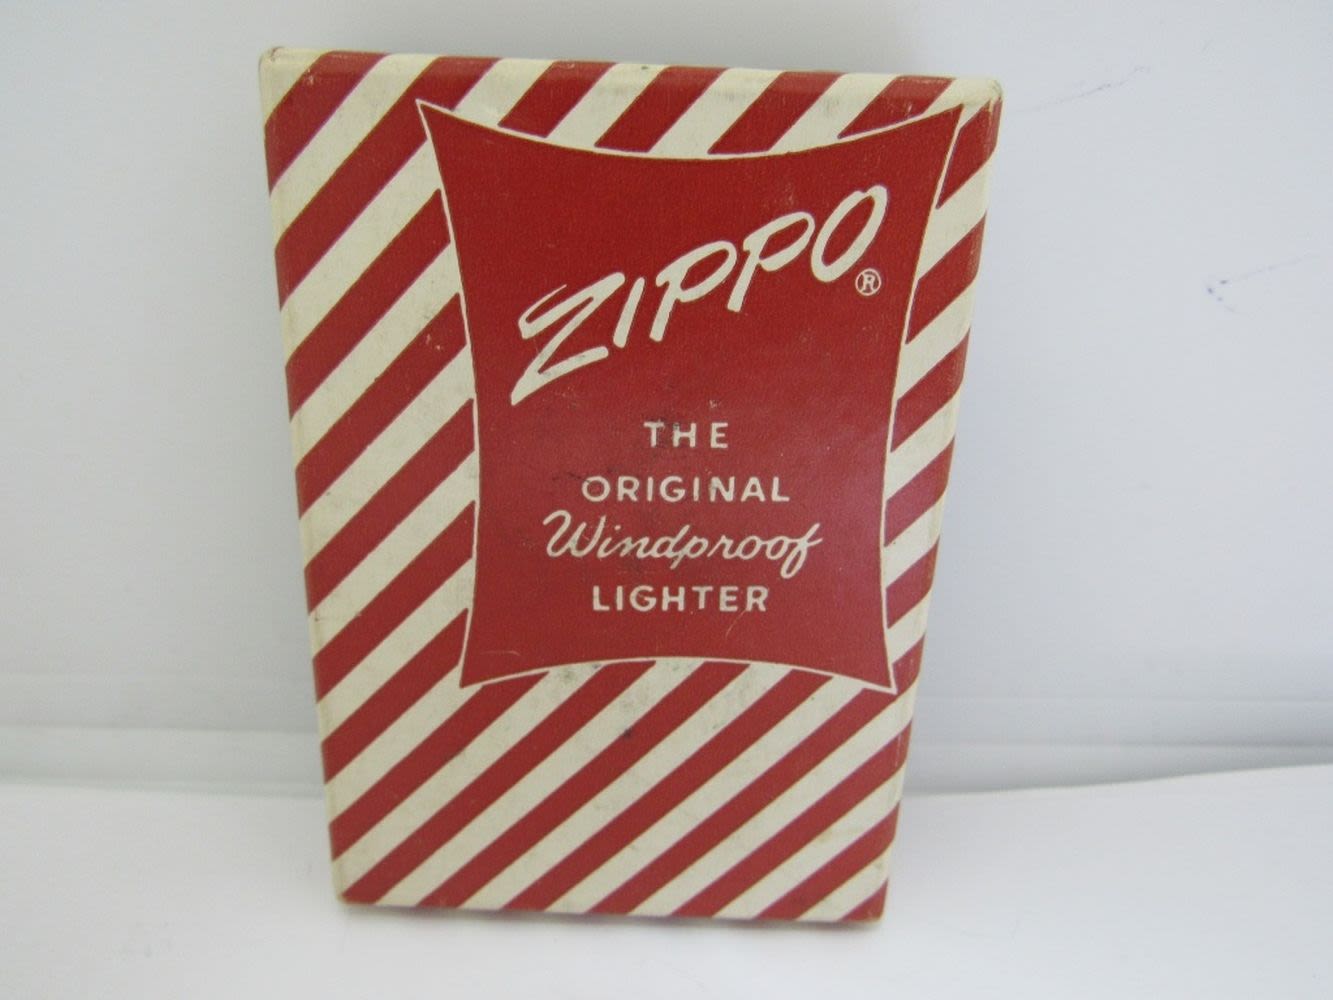 ZIPPO®
THE
ORIGINAL
Windproof
LIGHTER